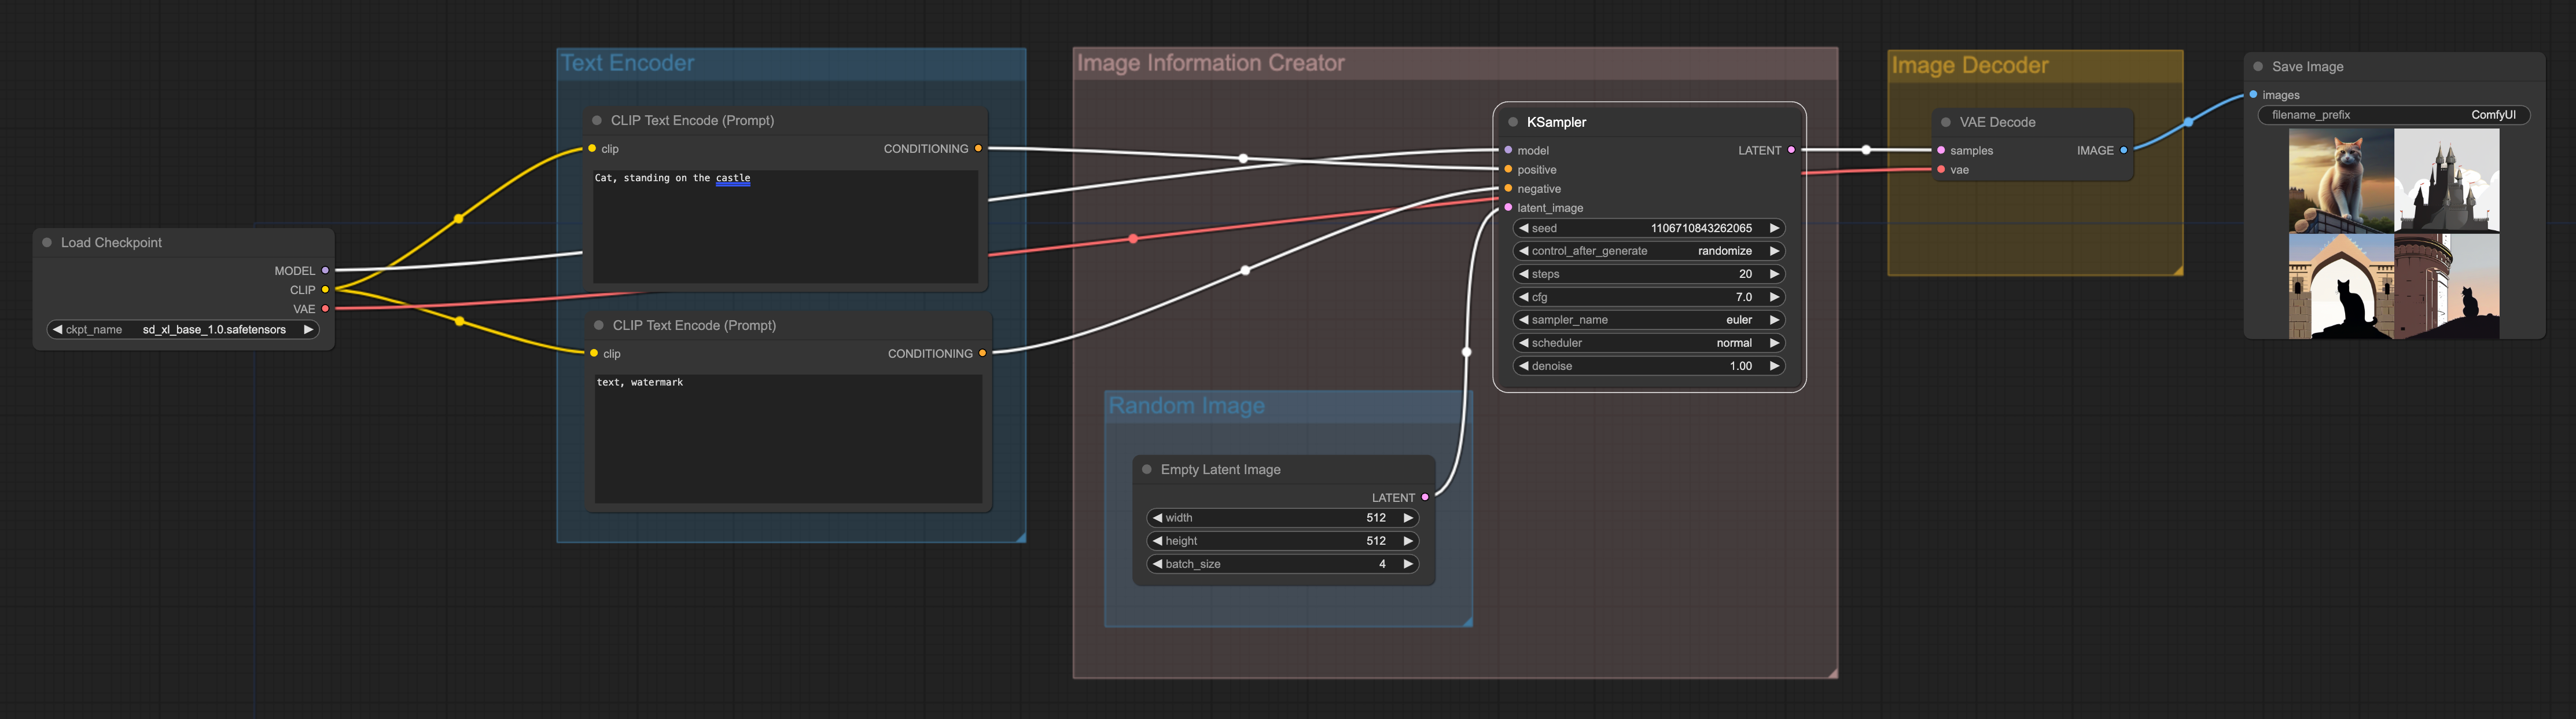 Load Checkpoint
MODEL
CLIP
VAE
ckpt_name sd_xl_base_1.0.safetensors
Text Encoder
CLIP Text Encode (Prompt)
clip CONDITIONING
Cat, standing on the castle
CLIP Text Encode (Prompt)
clip CONDITIONING
text, watermark
Image Information Creator
KSampler
model LATENT
positive
negative
latent_image
seed 1106710843262065
control_after_generate randomize
steps 20
cfg 7.0
sampler_name euler
scheduler normal
denoise 1.00
Random Image
Empty Latent Image
LATENT
width 512
height 512
batch_size 4
Image Decoder
VAE Decode
samples IMAGE
vae
Save Image
images
filename_prefix ComfyUI